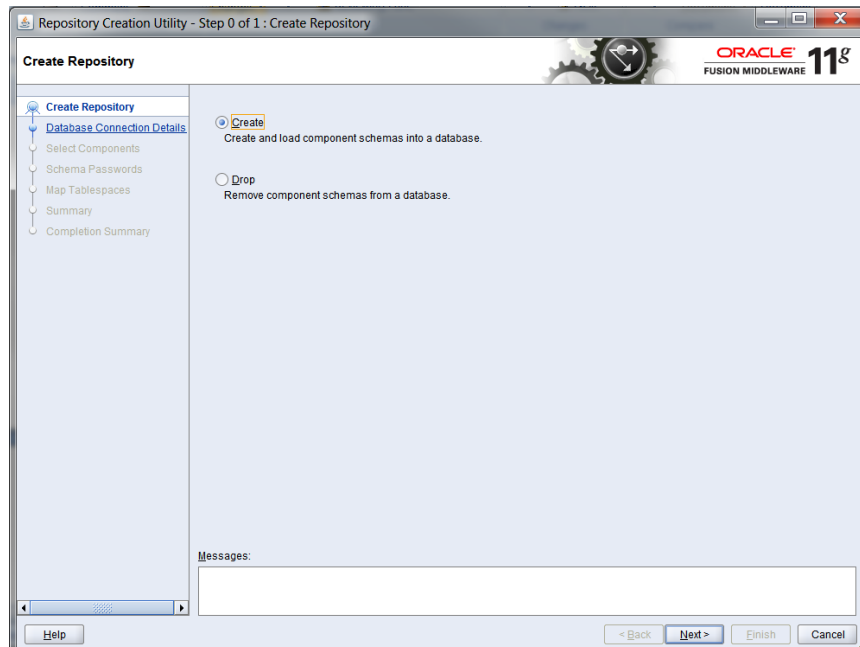 Repository Creation Utility - Step 0 of 1 : Create Repository
Create Repository
ORACLE
FUSION MIDDLEWARE 11g
Create Repository
Database Connection Details
Select Components
Schema Passwords
Map Tablespaces
Summary
Completion Summary
Create
Create and load component schemas into a database.
Drop
Remove component schemas from a database.
Messages:
Help
< Back Next > Finish Cancel